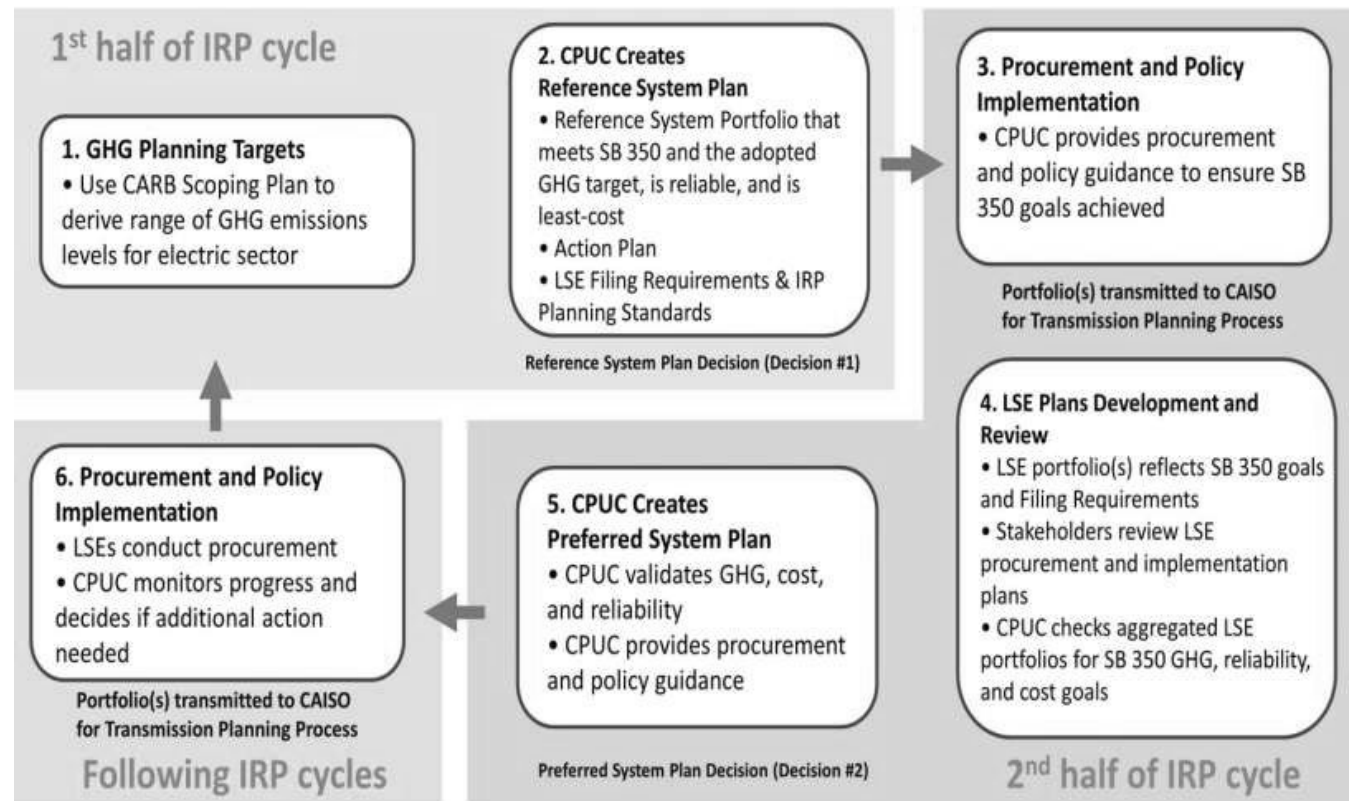 1st half of IRP cycle
1. GHG Planning Targets
• Use CARB Scoping Plan to
derive range of GHG emissions
levels for electric sector
2. CPUC Creates
Reference System Plan
• Reference System Portfolio that
meets SB 350 and the adopted
GHG target, is reliable, and is
least-cost
• Action Plan
• LSE Filing Requirements & IRP
Planning Standards
Reference System Plan Decision (Decision #1)
3. Procurement and Policy
Implementation
• CPUC provides procurement
and policy guidance to ensure SB
350 goals achieved
Portfolio(s) transmitted to CAISO
for Transmission Planning Process
4. LSE Plans Development and
Review
• LSE portfolio(s) reflects SB 350 goals
and Filing Requirements
• Stakeholders review LSE
procurement and implementation
plans
• CPUC checks aggregated LSE
portfolios for SB 350 GHG, reliability,
and cost goals
2nd half of IRP cycle
5. CPUC Creates
Preferred System Plan
• CPUC validates GHG, cost,
and reliability
• CPUC provides procurement
and policy guidance
Preferred System Plan Decision (Decision #2)
6. Procurement and Policy
Implementation
• LSEs conduct procurement
• CPUC monitors progress and
decides if additional action
needed
Portfolio(s) transmitted to CAISO
for Transmission Planning Process
Following IRP cycles